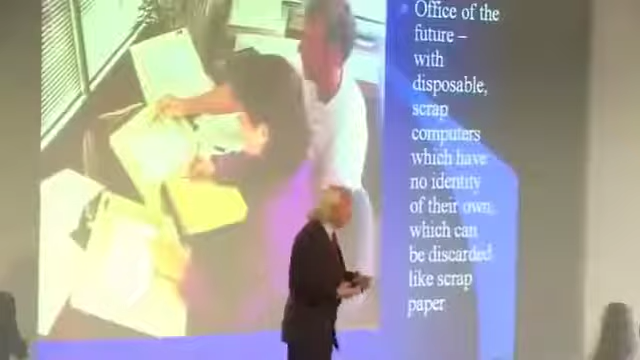 Office of the
future –
with
disposable,
scrap
computers
which have
no identity
of their own,
which can
be discarded
like scrap
paper